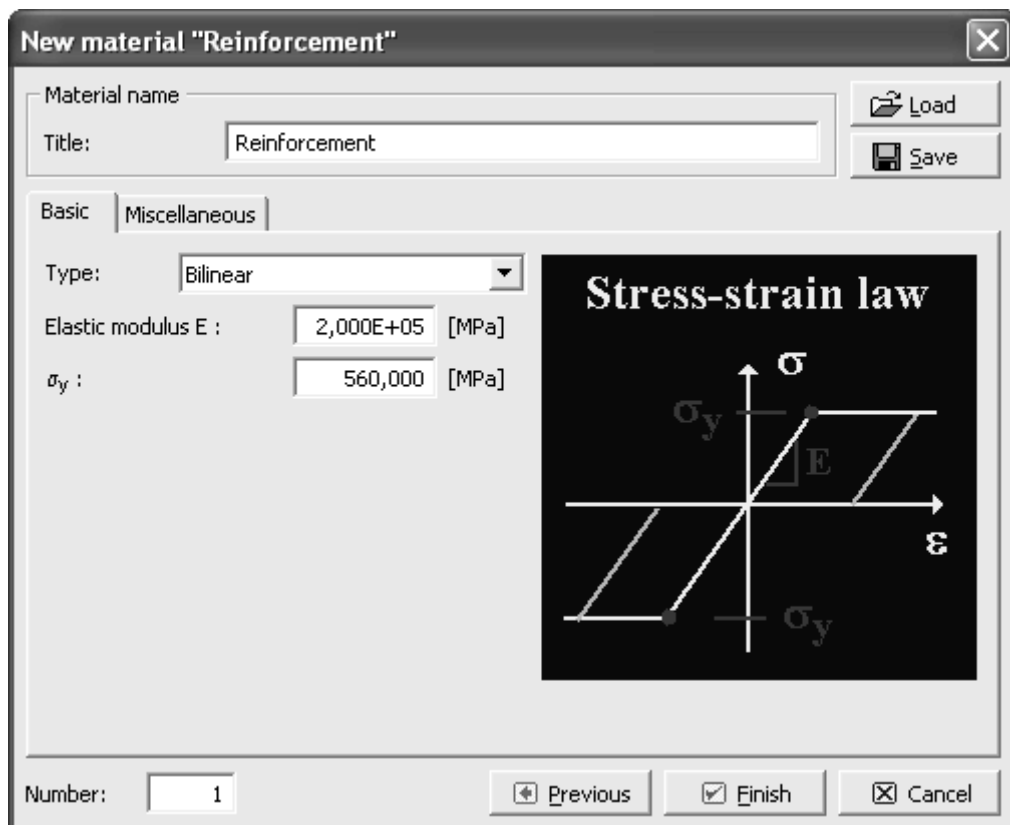 New material "Reinforcement"
Material name
Load
Title: Reinforcement
Save
Basic Miscellaneous
Type: Bilinear
Elastic modulus E : 2,000E+05 [MPa]
σy : 560,000 [MPa]
Stress-strain law
σ
σy
E
ε
σy
Number: 1 Previous Finish Cancel